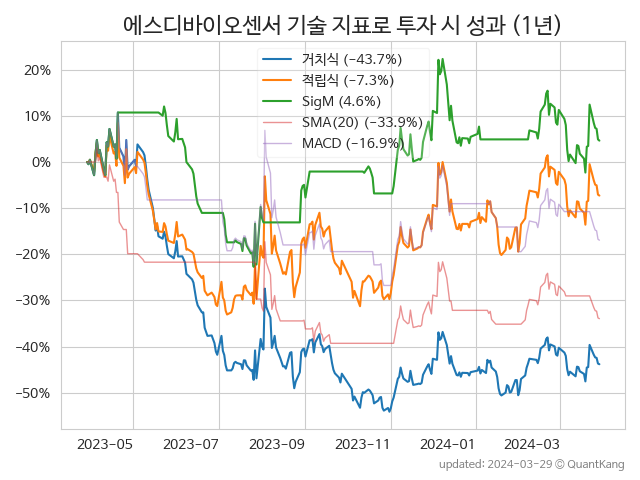 에스디바이오센서 기술 지표로 투자 시 성과 (1년)
거치식 (−43.7%)
적립식 (−7.3%)
SigM (4.6%)
SMA(20) (−33.9%)
MACD (−16.9%)
20%
10%
0%
−10%
−20%
−30%
−40%
−50%
2023−05 2023−07 2023−09 2023−11 2024−01 2024−03
updated: 2024−03−29 ⓒ QuantKang